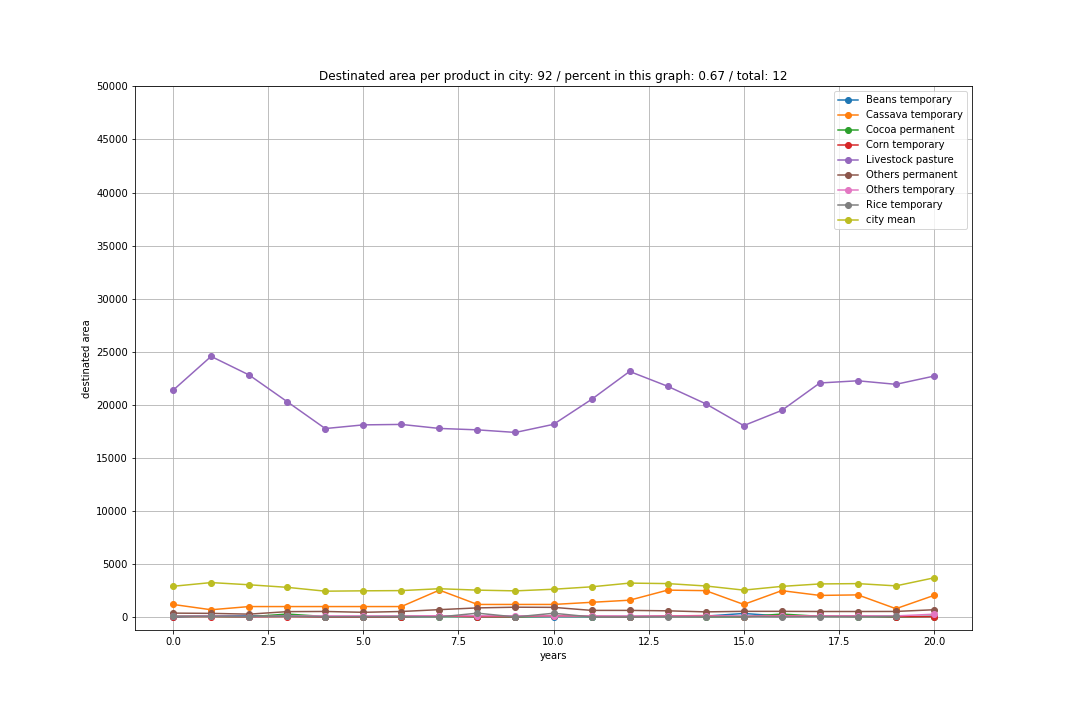 Destinated area per product in city: 92 / percent in this graph: 0.67 / total: 12
50000
45000
40000
35000
30000
25000
20000
15000
10000
5000
0
destinated area
Beans temporary
Cassava temporary
Cocoa permanent
Corn temporary
Livestock pasture
Others permanent
Others temporary
Rice temporary
city mean
0.0 2.5 5.0 7.5 10.0 12.5 15.0 17.5 20.0
years